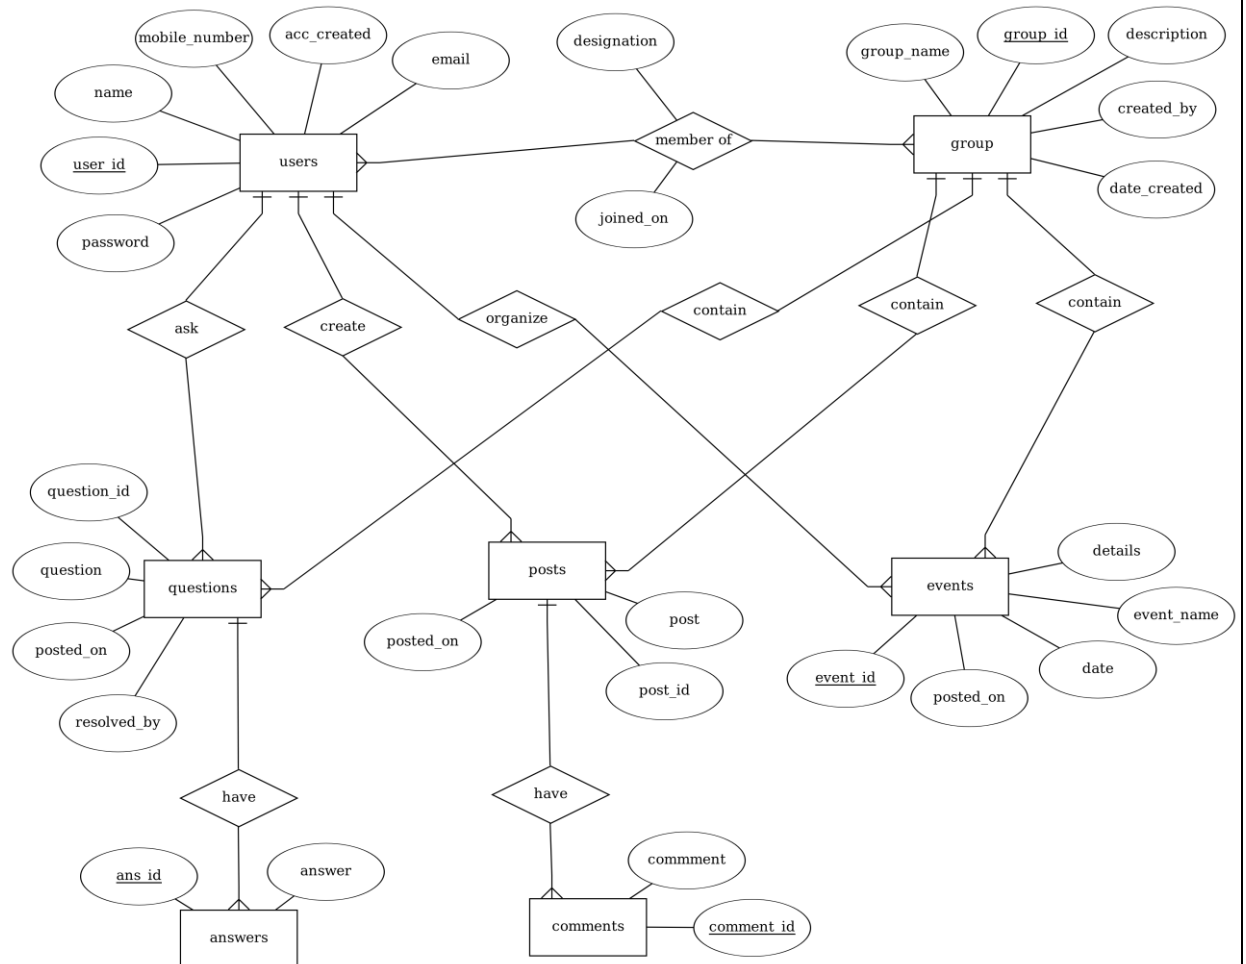 mobile_number
acc_created
email
name
user_id
password
users
designation
member of
joined_on
group_name
group_id
description
created_by
date_created
group
ask
create
organize
contain
contain
contain
question_id
question
posted_on
resolved_by
questions
posts
posted_on
post
post_id
events
details
event_name
date
event_id
posted_on
have
have
ans_id
answer
answers
commment
comment_id
comments